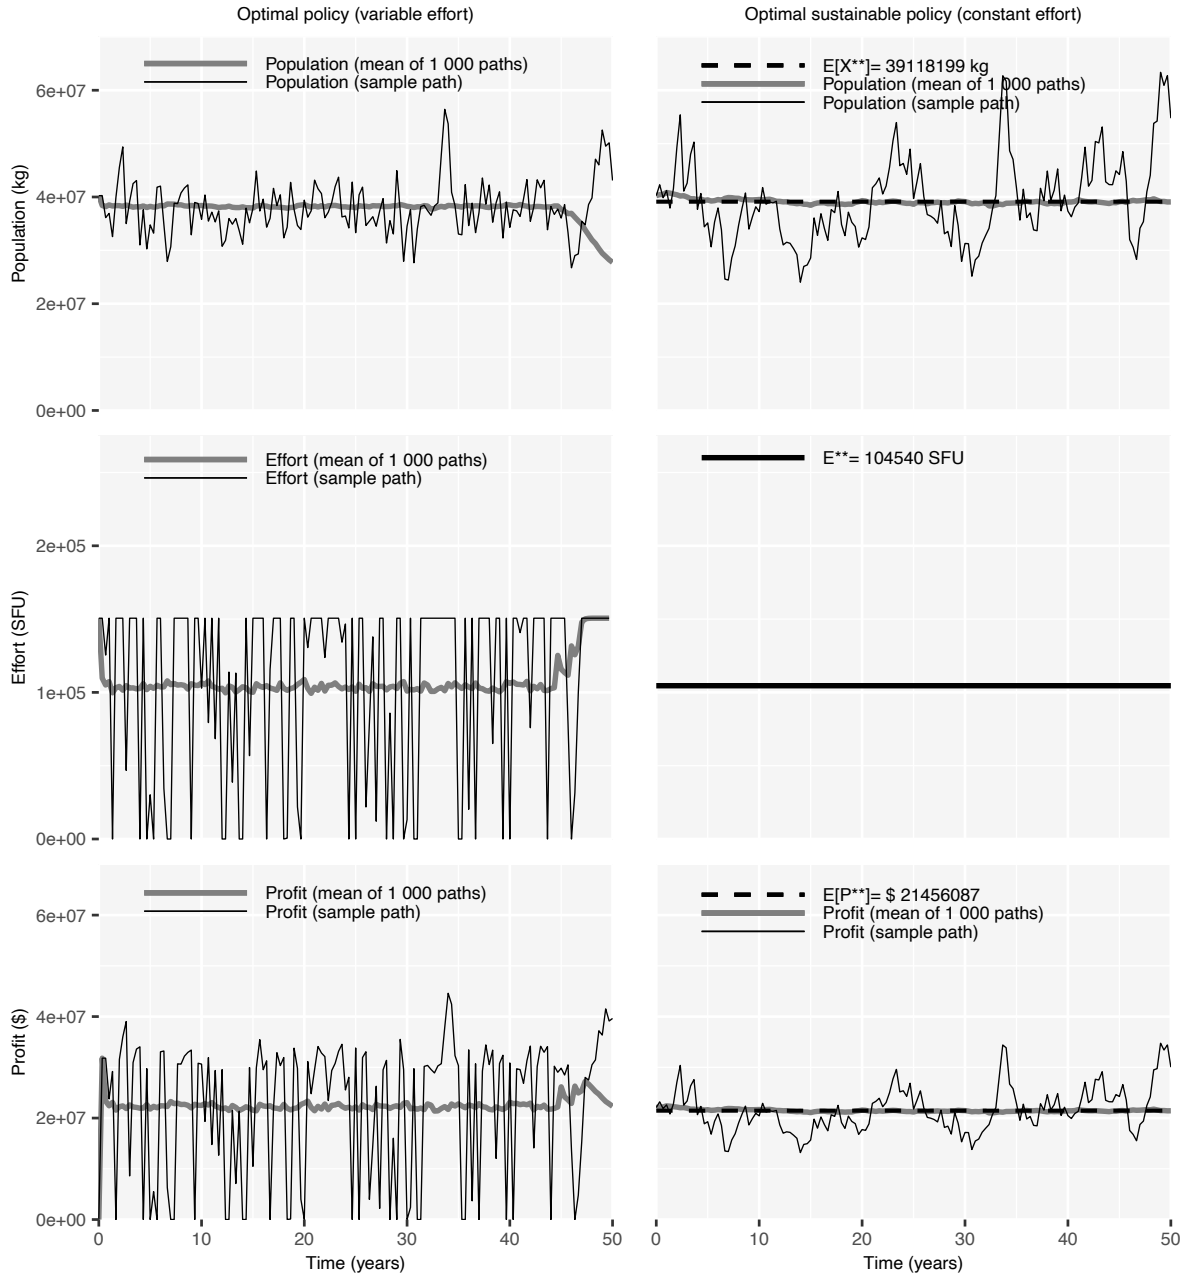 Optimal policy (variable effort)
Optimal sustainable policy (constant effort)
Population (mean of 1 000 paths)
Population (sample path)
E[X**]= 39118199 kg
Population (mean of 1 000 paths)
Population (sample path)
6e+07
4e+07
2e+07
0e+00
Population (kg)
Effort (mean of 1 000 paths)
Effort (sample path)
E**= 104540 SFU
2e+05
1e+05
0e+00
Effort (SFU)
Profit (mean of 1 000 paths)
Profit (sample path)
E[P**]= $ 21456087
Profit (mean of 1 000 paths)
Profit (sample path)
6e+07
4e+07
2e+07
0e+00
Profit ($)
0 10 20 30 40 50
0 10 20 30 40 50
Time (years)
Time (years)